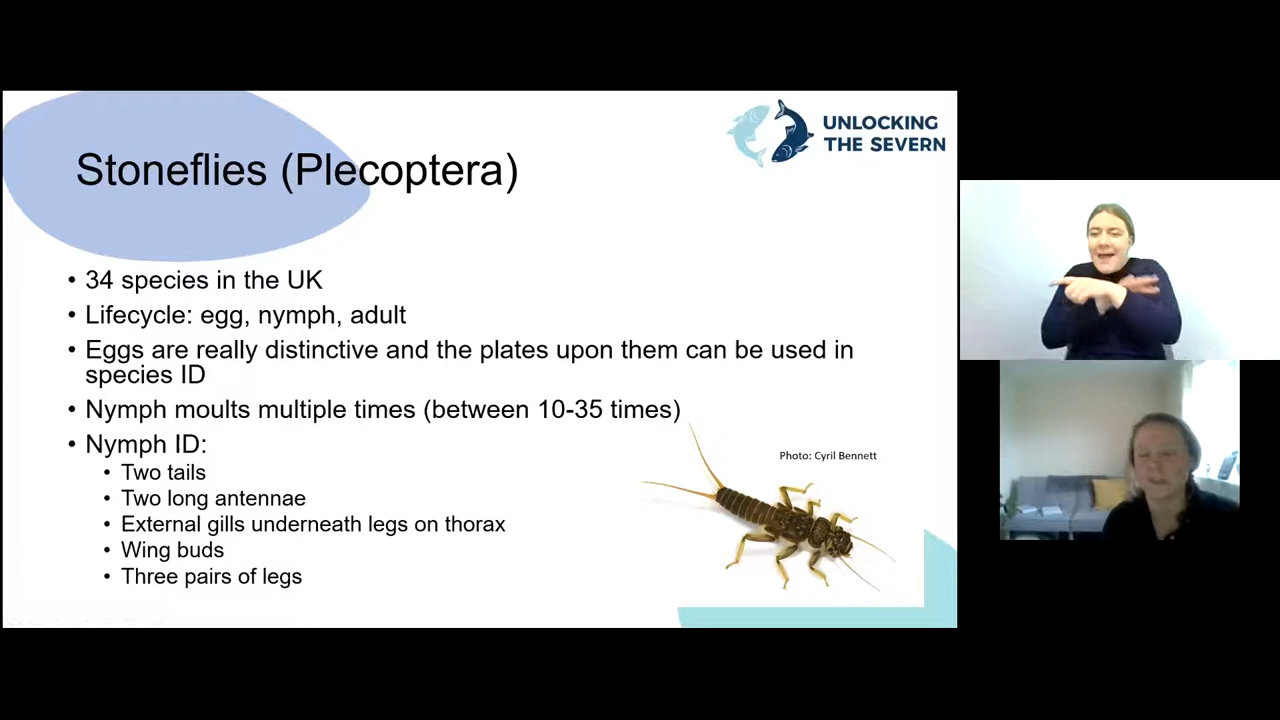 UNLOCKING
THE SEVERN
Stoneflies (Plecoptera)
• 34 species in the UK
• Lifecycle: egg, nymph, adult
• Eggs are really distinctive and the plates upon them can be used in
species ID
• Nymph moults multiple times (between 10-35 times)
• Nymph ID:
• Two tails
• Two long antennae
• External gills underneath legs on thorax
• Wing buds
• Three pairs of legs
Photo: Cyril Bennett